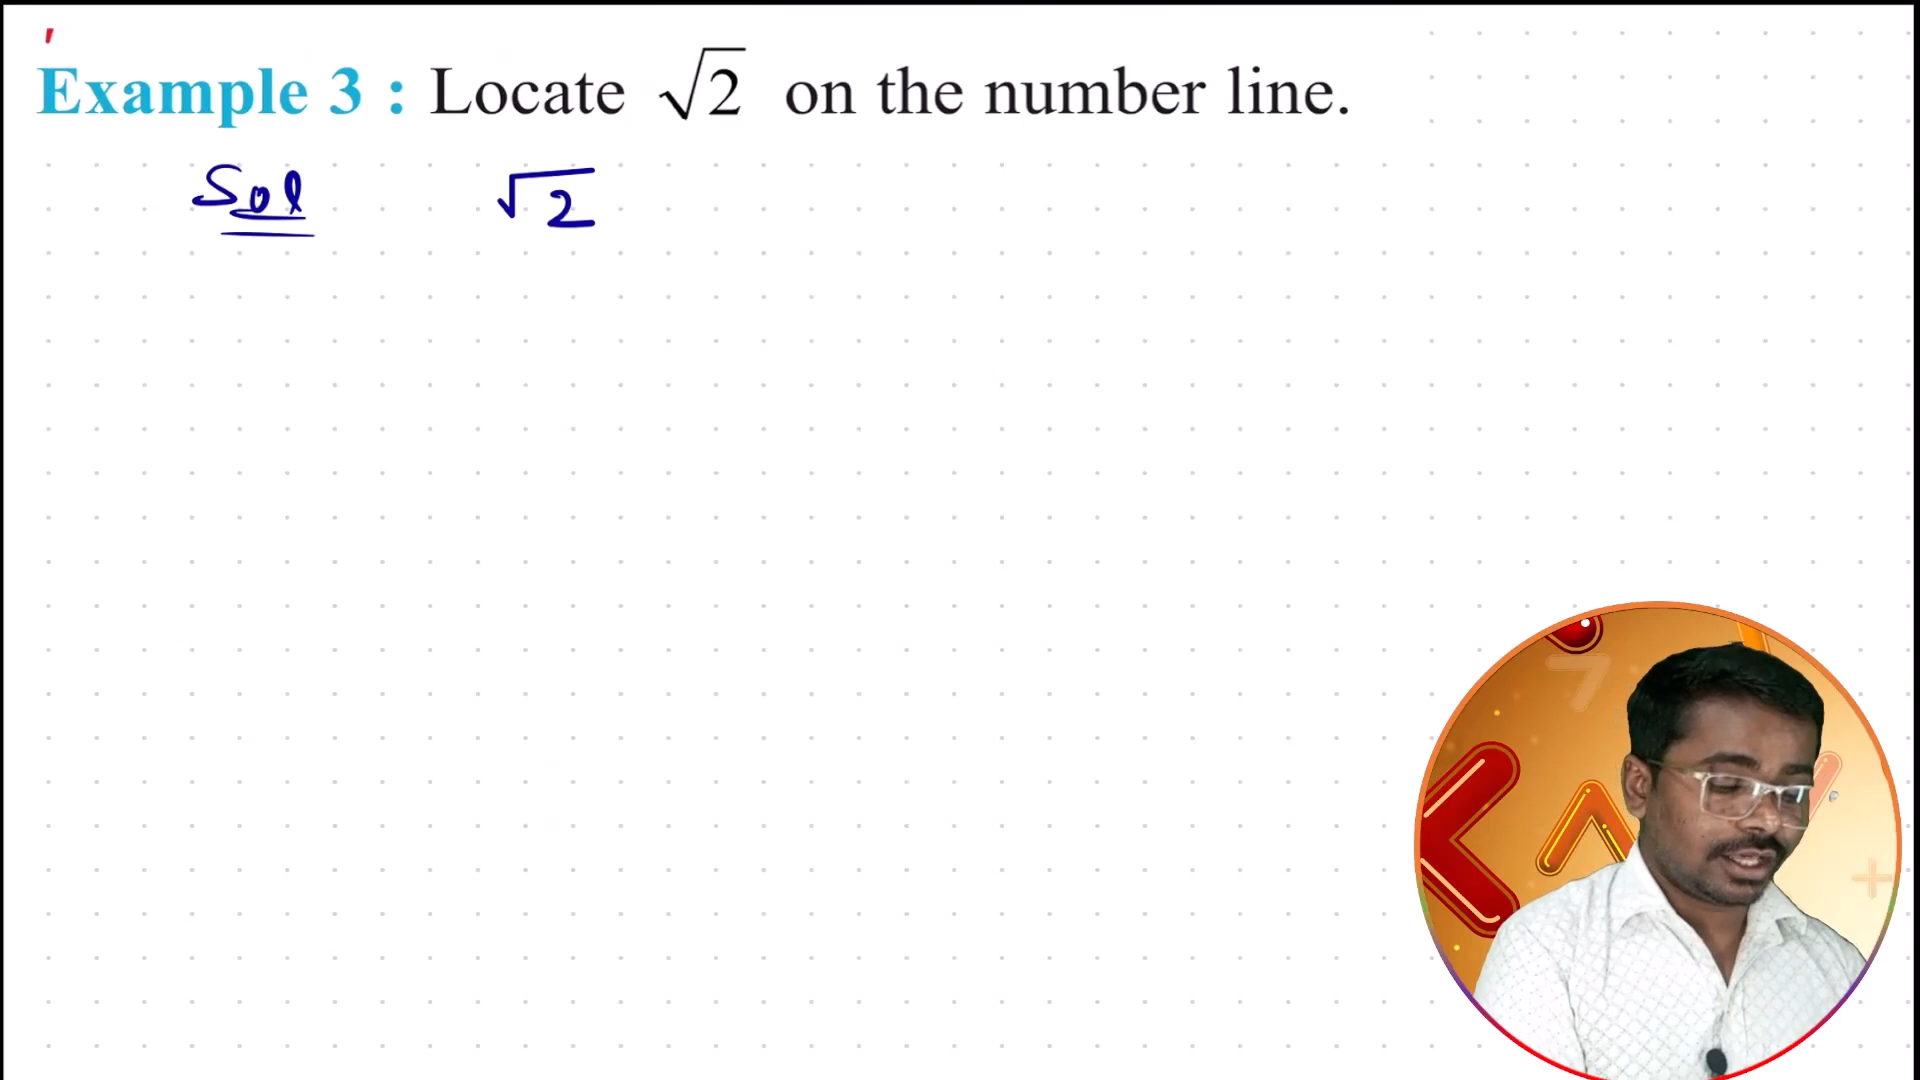 Example 3 : Locate √2 on the number line.
Sol √2